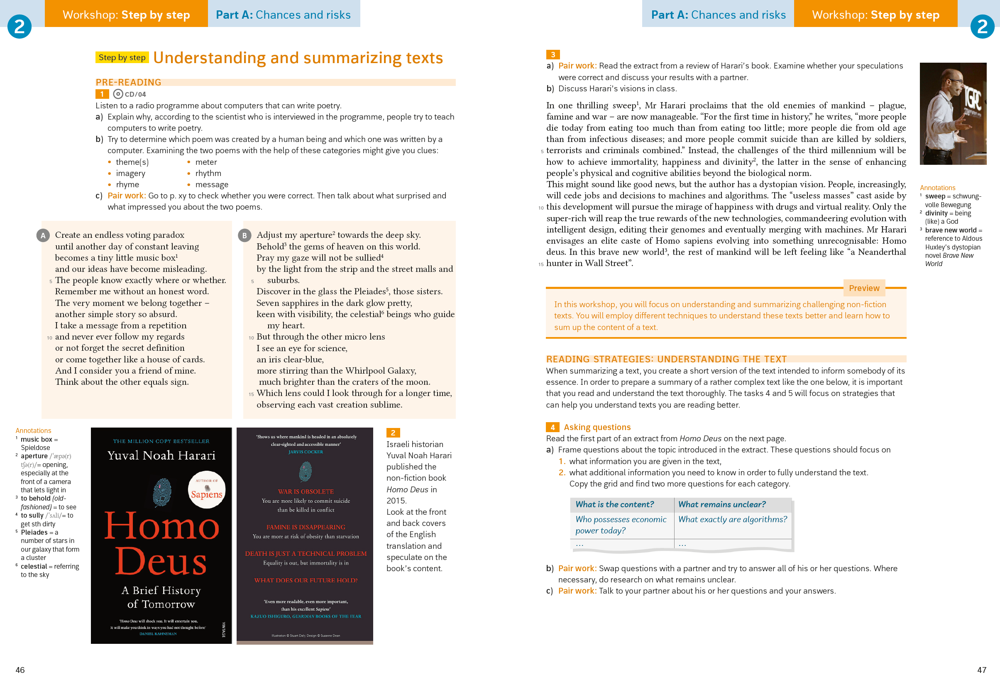 2
Workshop: Step by step
Part A: Chances and risks
Step by step Understanding and summarizing texts
PRE-READING
1 CD/04
Listen to a radio programme about computers that can write poetry.
a) Explain why, according to the scientist who is interviewed in the programme, people try to teach
computers to write poetry.
b) Try to determine which poem was created by a human being and which one was written by a
computer. Examining the two poems with the help of these categories might give you clues:
• theme(s) • meter
• imagery • rhythm
• rhyme • message
c) Pair work: Go to p. xy to check whether you were correct. Then talk about what surprised and
what impressed you about the two poems.
A
Create an endless voting paradox
until another day of constant leaving
becomes a tiny little music box¹
and our ideas have become misleading.
5 The people know exactly where or whether.
Remember me without an honest word.
The very moment we belong together –
another simple story so absurd.
I take a message from a repetition
10 and never ever follow my regards
or not forget the secret definition
or come together like a house of cards.
And I consider you a friend of mine.
Think about the other equals sign.
B
Adjust my aperture² towards the deep sky.
Behold³ the gems of heaven on this world.
Pray my gaze will not be sullied⁴
by the light from the strip and the street malls and
5 suburbs.
Discover in the glass the Pleiades⁵, those sisters.
Seven sapphires in the dark glow pretty,
keen with visibility, the celestial⁶ beings who guide
my heart.
10 But through the other micro lens
I see an eye for science,
an iris clear-blue,
more stirring than the Whirlpool Galaxy,
much brighter than the craters of the moon.
15 Which lens could I look through for a longer time,
observing each vast creation sublime.
Annotations
¹ music box =
Spieldose
² aperture /ˈæpə(r)
tʃə(r)/= opening,
especially at the
front of a camera
that lets light in
³ to behold (old-
fashioned) = to see
⁴ to sully /ˈsʌli/= to
get sth dirty
⁵ Pleiades = a
number of stars in
our galaxy that form
a cluster
⁶ celestial = referring
to the sky
THE MILLION COPY BESTSELLER
Yuval Noah Harari
AUTHOR OF
Sapiens
Homo
Deus
A Brief History
of Tomorrow
‘Homo Deus will shock you. It will entertain you.
It will make you think in ways you had not thought before’
DANIEL KAHNEMAN
VINTAGE
‘Shows us where mankind is headed in an absolutely
clear-sighted and accessible manner’
JARVIS COCKER
WAR IS OBSOLETE
You are more likely to commit suicide
than be killed in conflict
FAMINE IS DISAPPEARING
You are more at risk of obesity than starvation
DEATH IS JUST A TECHNICAL PROBLEM
Equality is out, but immortality is in
WHAT DOES OUR FUTURE HOLD?
‘Even more readable, even more important,
than his excellent Sapiens’
KAZUO ISHIGURO, GUARDIAN BOOKS OF THE YEAR
Illustration © Stuart Daly; Design © Suzanne Dean
2
Israeli historian
Yuval Noah Harari
published the
non-fiction book
Homo Deus in
2015.
Look at the front
and back covers
of the English
translation and
speculate on the
book’s content.
46
Part A: Chances and risks
Workshop: Step by step
2
3
a) Pair work: Read the extract from a review of Harari’s book. Examine whether your speculations
were correct and discuss your results with a partner.
b) Discuss Harari’s visions in class.
In one thrilling sweep¹, Mr Harari proclaims that the old enemies of mankind – plague,
famine and war – are now manageable. “For the first time in history,” he writes, “more people
die today from eating too much than from eating too little; more people die from old age
than from infectious diseases; and more people commit suicide than are killed by soldiers,
5 terrorists and criminals combined.” Instead, the challenges of the third millennium will be
how to achieve immortality, happiness and divinity², the latter in the sense of enhancing
people’s physical and cognitive abilities beyond the biological norm.
This might sound like good news, but the author has a dystopian vision. People, increasingly,
will cede jobs and decisions to machines and algorithms. The “useless masses” cast aside by
10 this development will pursue the mirage of happiness with drugs and virtual reality. Only the
super-rich will reap the true rewards of the new technologies, commandeering evolution with
intelligent design, editing their genomes and eventually merging with machines. Mr Harari
envisages an elite caste of Homo sapiens evolving into something unrecognisable: Homo
deus. In this brave new world³, the rest of mankind will be left feeling like “a Neanderthal
15 hunter in Wall Street”.
TGRC
Annotations
¹ sweep = schwung-
volle Bewegung
² divinity = being
(like) a God
³ brave new world =
reference to Aldous
Huxley’s dystopian
novel Brave New
World
Preview
In this workshop, you will focus on understanding and summarizing challenging non-fiction
texts. You will employ different techniques to understand these texts better and learn how to
sum up the content of a text.
READING STRATEGIES: UNDERSTANDING THE TEXT
When summarizing a text, you create a short version of the text intended to inform somebody of its
essence. In order to prepare a summary of a rather complex text like the one below, it is important
that you read and understand the text thoroughly. The tasks 4 and 5 will focus on strategies that
can help you understand texts you are reading better.
4 Asking questions
Read the first part of an extract from Homo Deus on the next page.
a) Frame questions about the topic introduced in the extract. These questions should focus on
1. what information you are given in the text,
2. what additional information you need to know in order to fully understand the text.
Copy the grid and find two more questions for each category.
What is the content? What remains unclear?
Who possesses economic What exactly are algorithms?
power today?
… …
b) Pair work: Swap questions with a partner and try to answer all of his or her questions. Where
necessary, do research on what remains unclear.
c) Pair work: Talk to your partner about his or her questions and your answers.
47